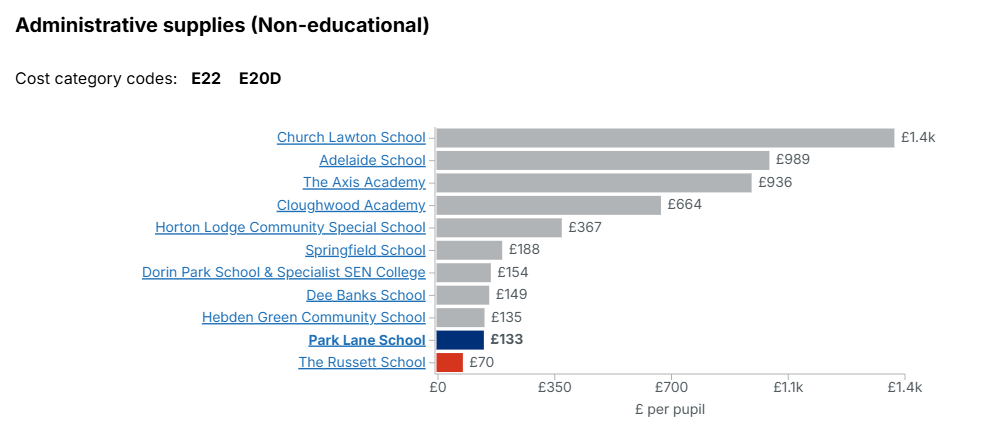 Administrative supplies (Non-educational)
Cost category codes: E22 E20D
Church Lawton School £1.4k
Adelaide School £989
The Axis Academy £936
Cloughwood Academy £664
Horton Lodge Community Special School £367
Springfield School £188
Dorin Park School & Specialist SEN College £154
Dee Banks School £149
Hebden Green Community School £135
Park Lane School £133
The Russett School £70
£0 £350 £700 £1.1k £1.4k
£ per pupil